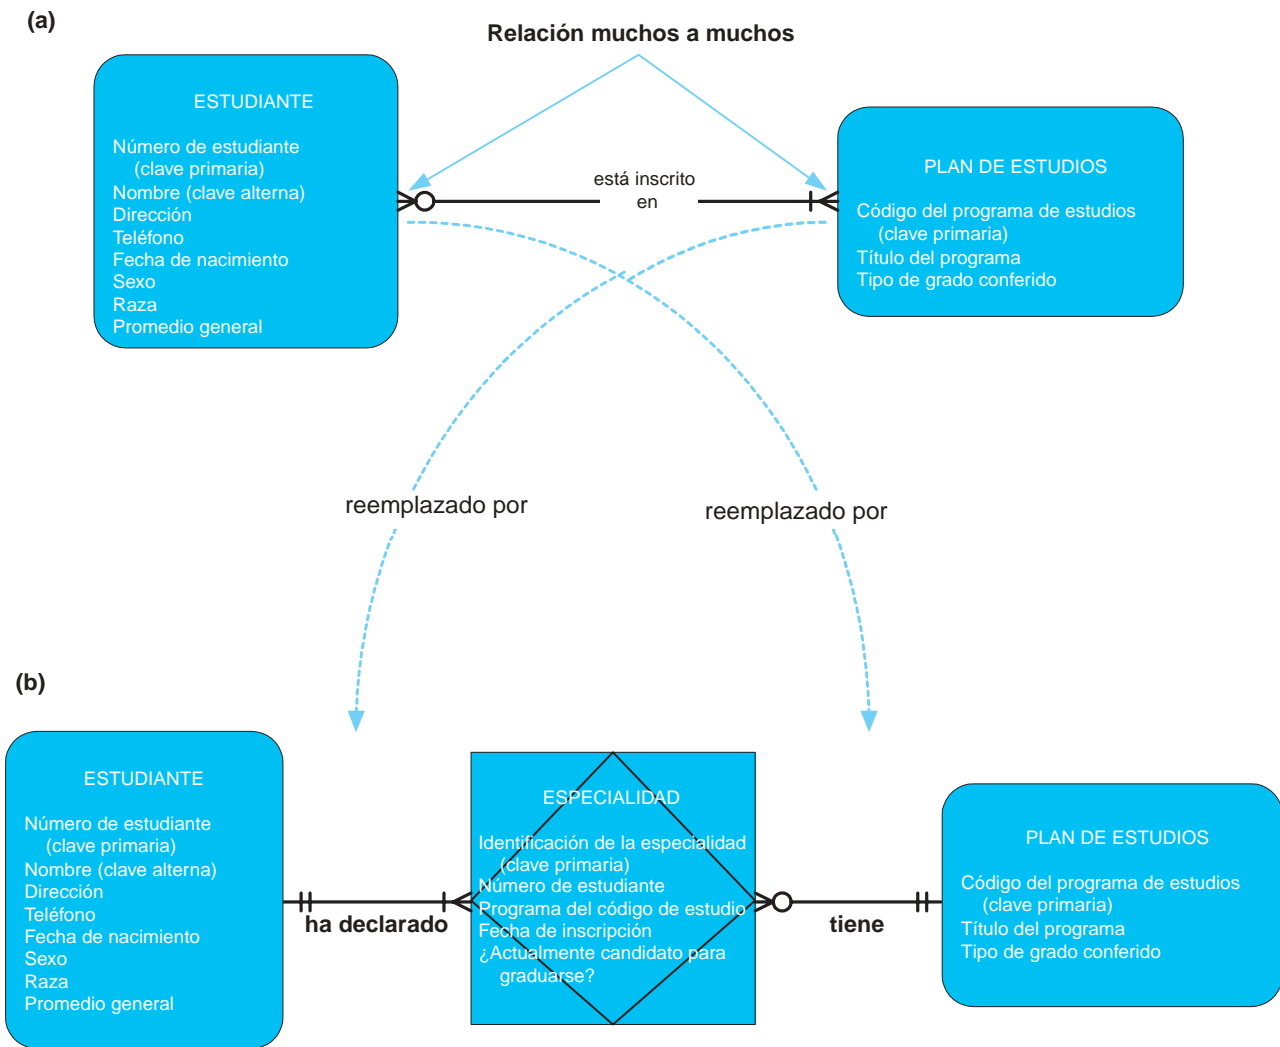 (a)
Relación muchos a muchos
ESTUDIANTE
Número de estudiante
(clave primaria)
Nombre (clave alterna)
Dirección
Teléfono
Fecha de nacimiento
Sexo
Raza
Promedio general
está inscrito
en
PLAN DE ESTUDIOS
Código del programa de estudios
(clave primaria)
Título del programa
Tipo de grado conferido
reemplazado por
reemplazado por
(b)
ESTUDIANTE
Número de estudiante
(clave primaria)
Nombre (clave alterna)
Dirección
Teléfono
Fecha de nacimiento
Sexo
Raza
Promedio general
ha declarado
ESPECIALIDAD
Identificación de la especialidad
(clave primaria)
Número de estudiante
Programa del código de estudio
Fecha de inscripción
¿Actualmente candidato para
graduarse?
tiene
PLAN DE ESTUDIOS
Código del programa de estudios
(clave primaria)
Título del programa
Tipo de grado conferido